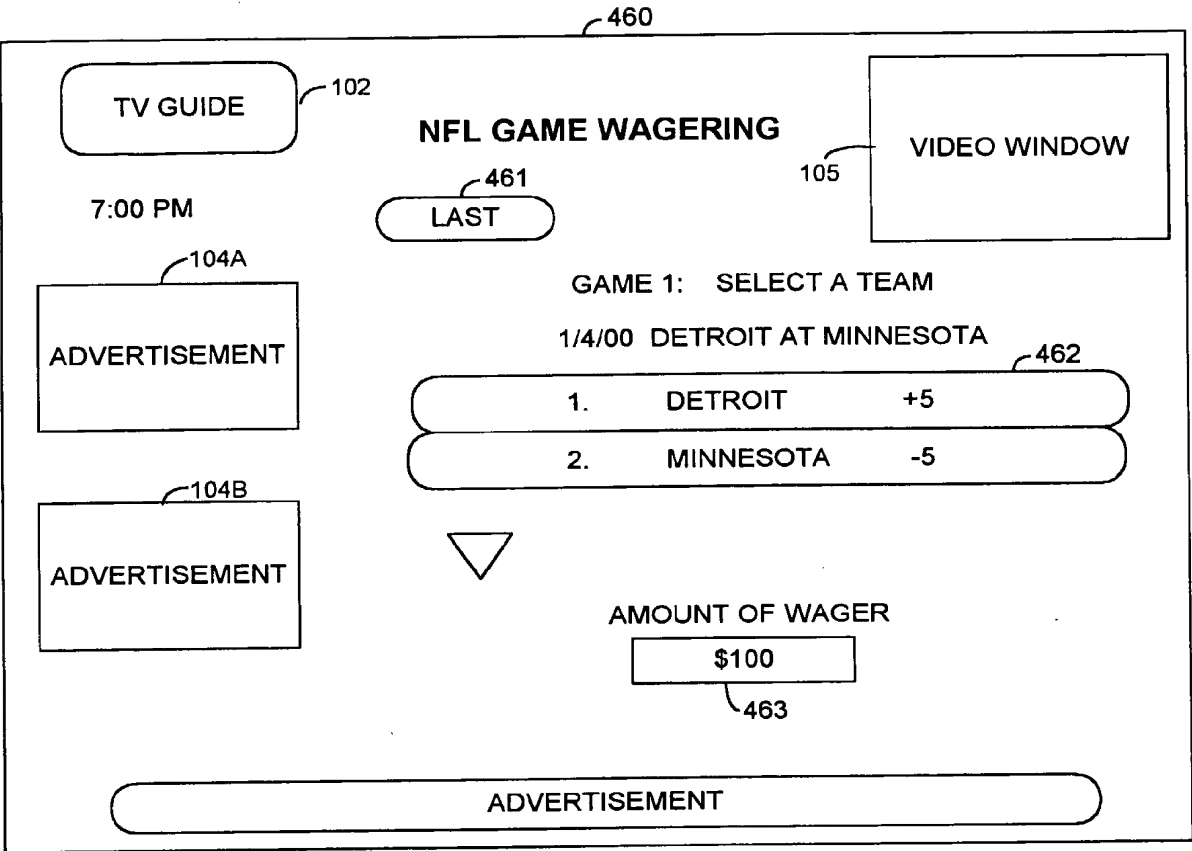 460
TV GUIDE
102
NFL GAME WAGERING
VIDEO WINDOW
105
7:00 PM
461
LAST
104A
ADVERTISEMENT
GAME 1: SELECT A TEAM
1/4/00 DETROIT AT MINNESOTA
462
1. DETROIT +5
2. MINNESOTA -5
104B
ADVERTISEMENT
AMOUNT OF WAGER
$100
463
ADVERTISEMENT